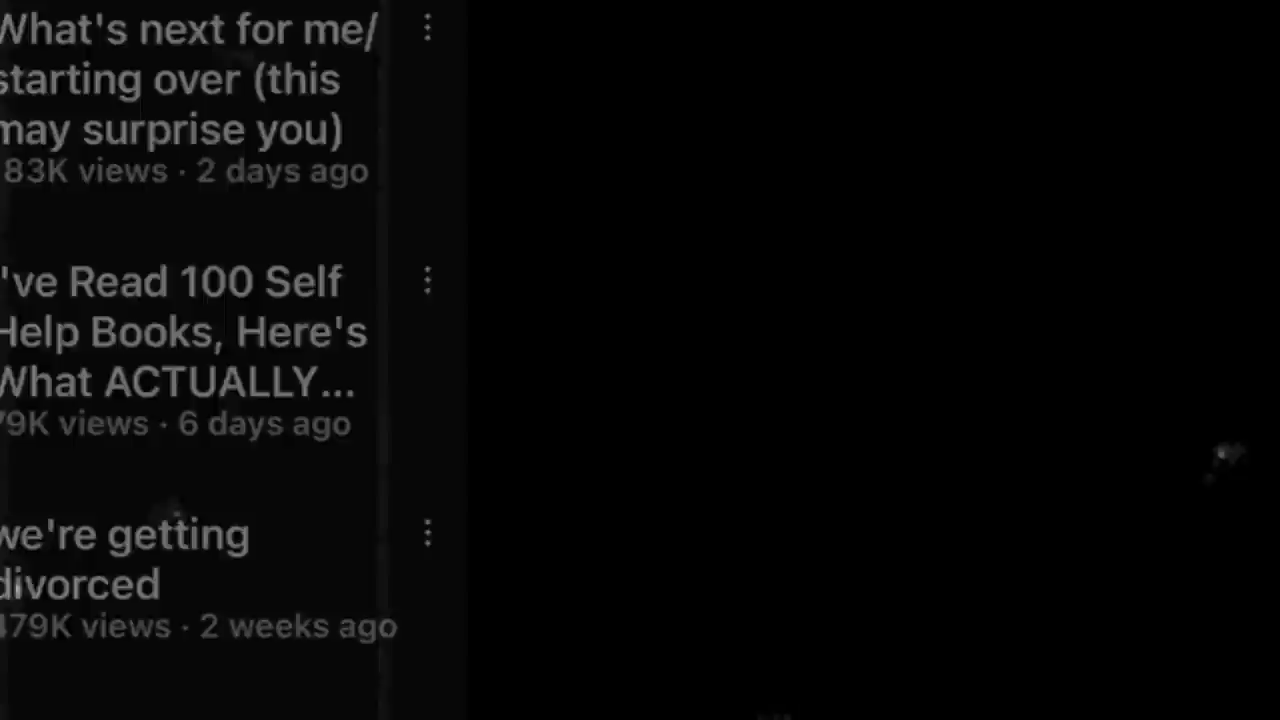 What's next for me/
starting over (this
may surprise you)
83K views · 2 days ago
I've Read 100 Self
Help Books, Here's
What ACTUALLY...
79K views · 6 days ago
we're getting
divorced
479K views · 2 weeks ago